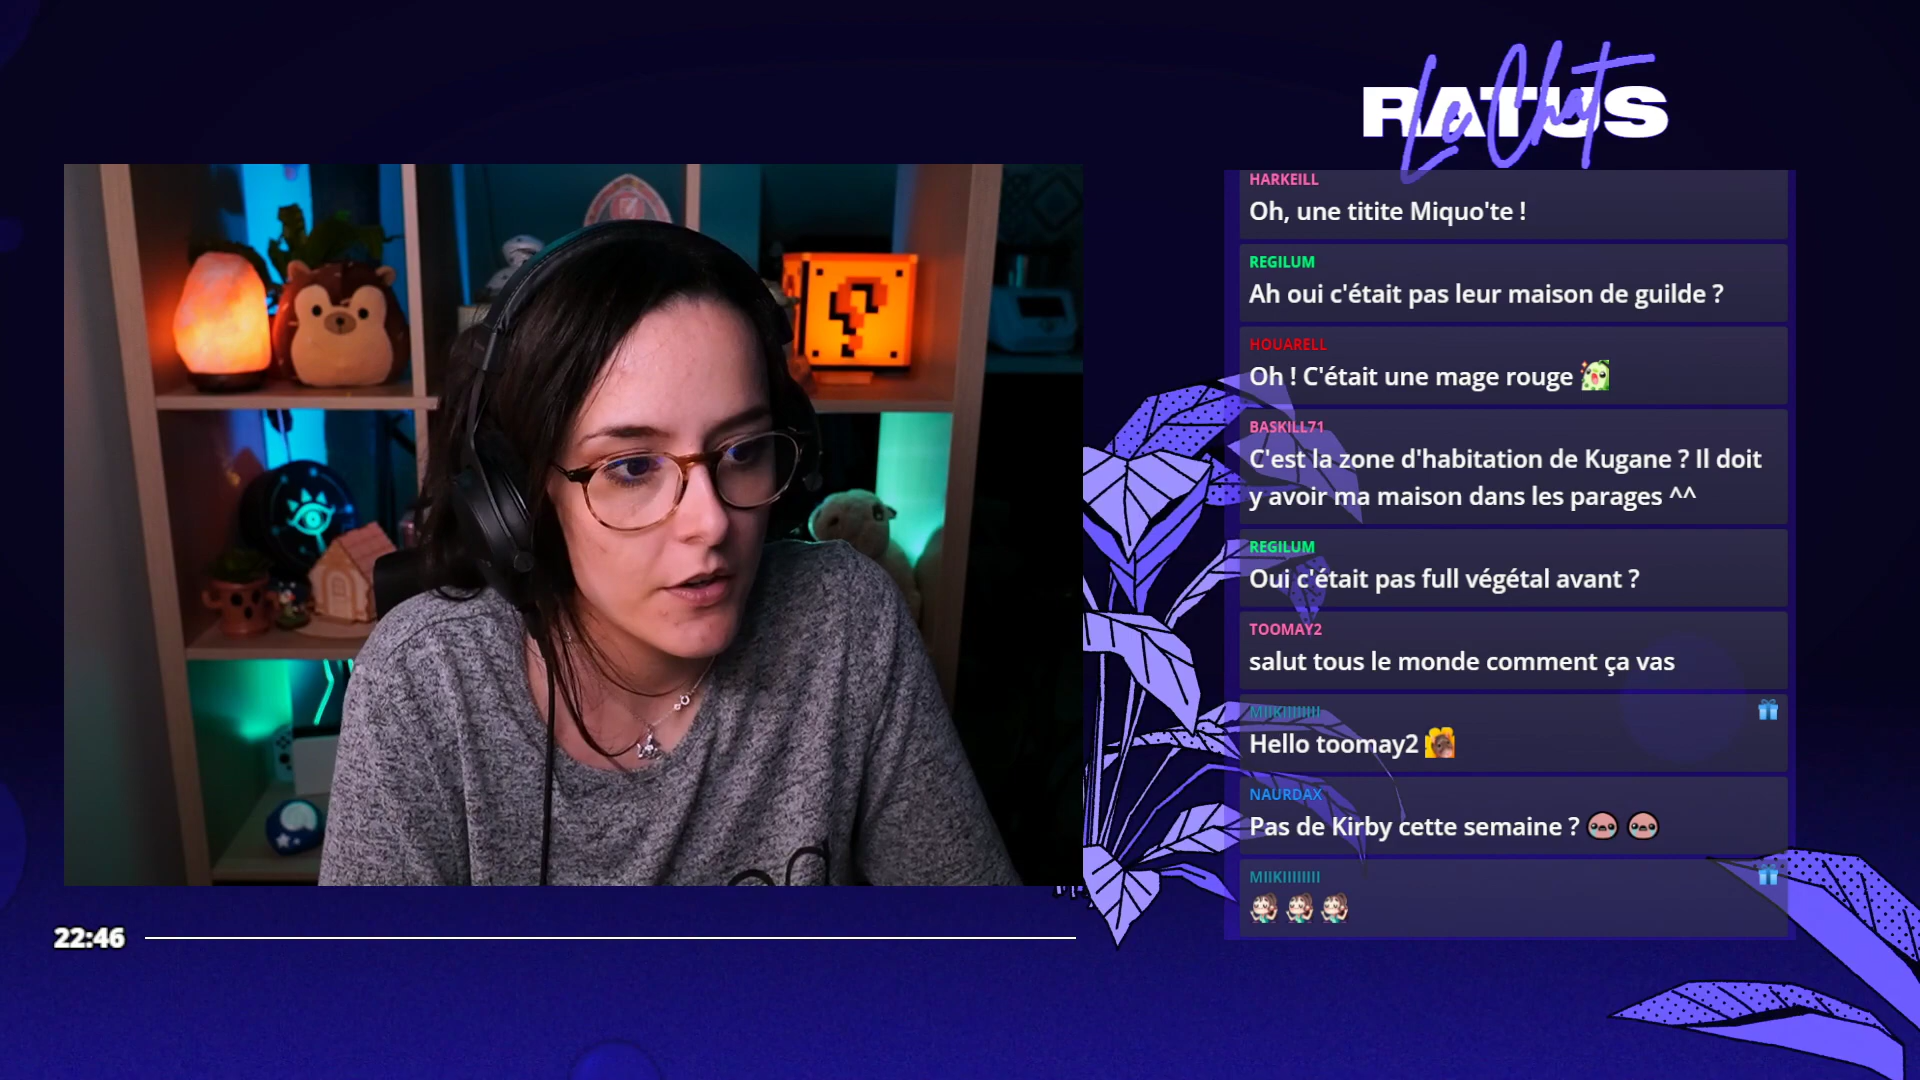 RATUS
Le Chat
HARKEILL
Oh, une titite Miquo'te !
REGILUM
Ah oui c'était pas leur maison de guilde ?
HOUARELL
Oh ! C'était une mage rouge
BASKILL71
C'est la zone d'habitation de Kugane ? Il doit
y avoir ma maison dans les parages ^^
REGILUM
Oui c'était pas full végétal avant ?
TOOMAY2
salut tous le monde comment ça vas
MIIKIIIIIIII
Hello toomay2
NAURDAX
Pas de Kirby cette semaine ?
MIIKIIIIIIII
22:46